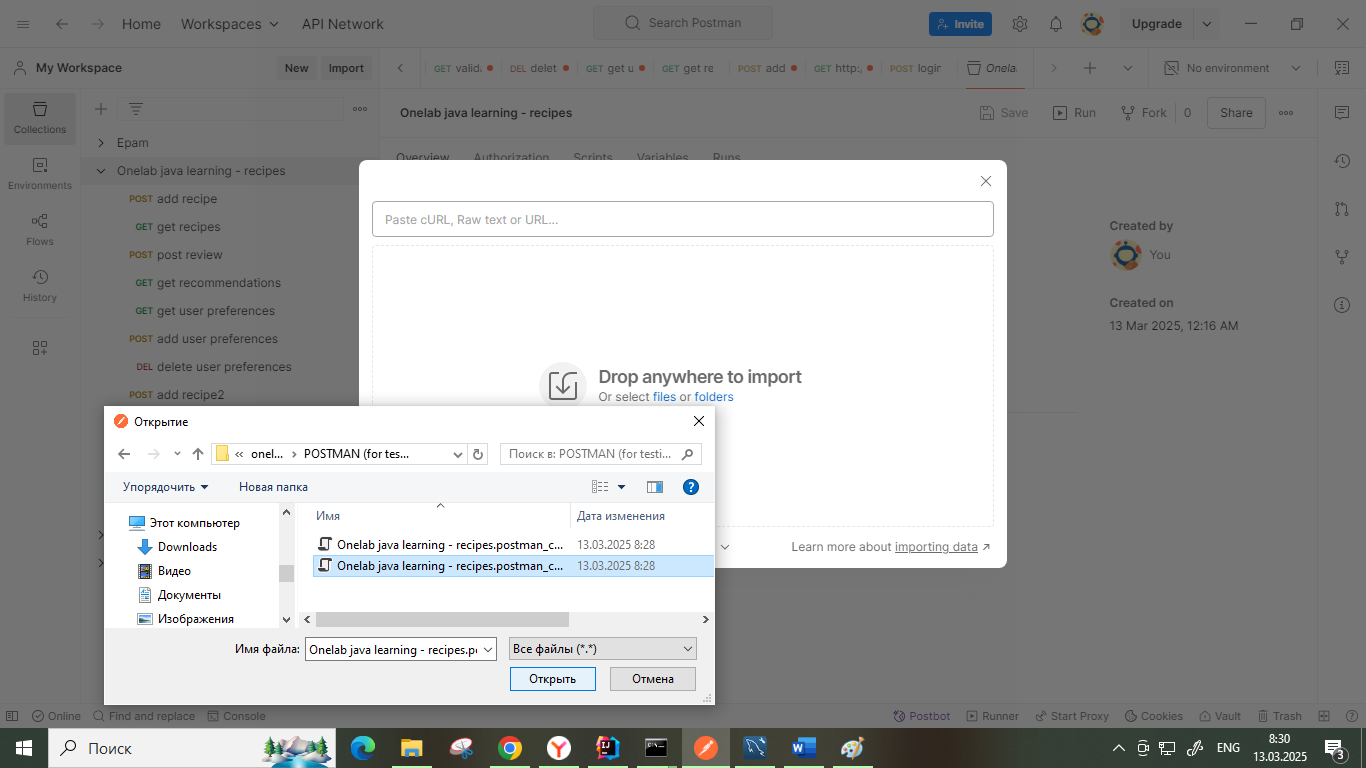 Home Workspaces API Network Search Postman Invite Upgrade
My Workspace New Import GET valida DEL delet GET get u GET get re POST add GET http:, POST login Onela No environment
Onelab java learning - recipes Save Run Fork 0 Share
Collections
Environments
Flows
History
Epam
Onelab java learning - recipes
POST add recipe
GET get recipes
POST post review
GET get recommendations
GET get user preferences
POST add user preferences
DEL delete user preferences
POST add recipe2
Overview Authorization Scripts Variables Runs
Paste cURL, Raw text or URL...
Drop anywhere to import
Or select files or folders
Learn more about importing data
Created by
You
Created on
13 Mar 2025, 12:16 AM
Открытие
« onel... POSTMAN (for tes... Поиск в: POSTMAN (for testi...
Упорядочить Новая папка
Этот компьютер
Downloads
Видео
Документы
Изображения
Имя Дата изменения
Onelab java learning - recipes.postman_c... 13.03.2025 8:28
Onelab java learning - recipes.postman_c... 13.03.2025 8:28
Имя файла: Onelab java learning - recipes.po Все файлы (*.*)
Открыть Отмена
Online Find and replace Console Postbot Runner Start Proxy Cookies Vault Trash
Поиск ENG 8:30
13.03.2025 3